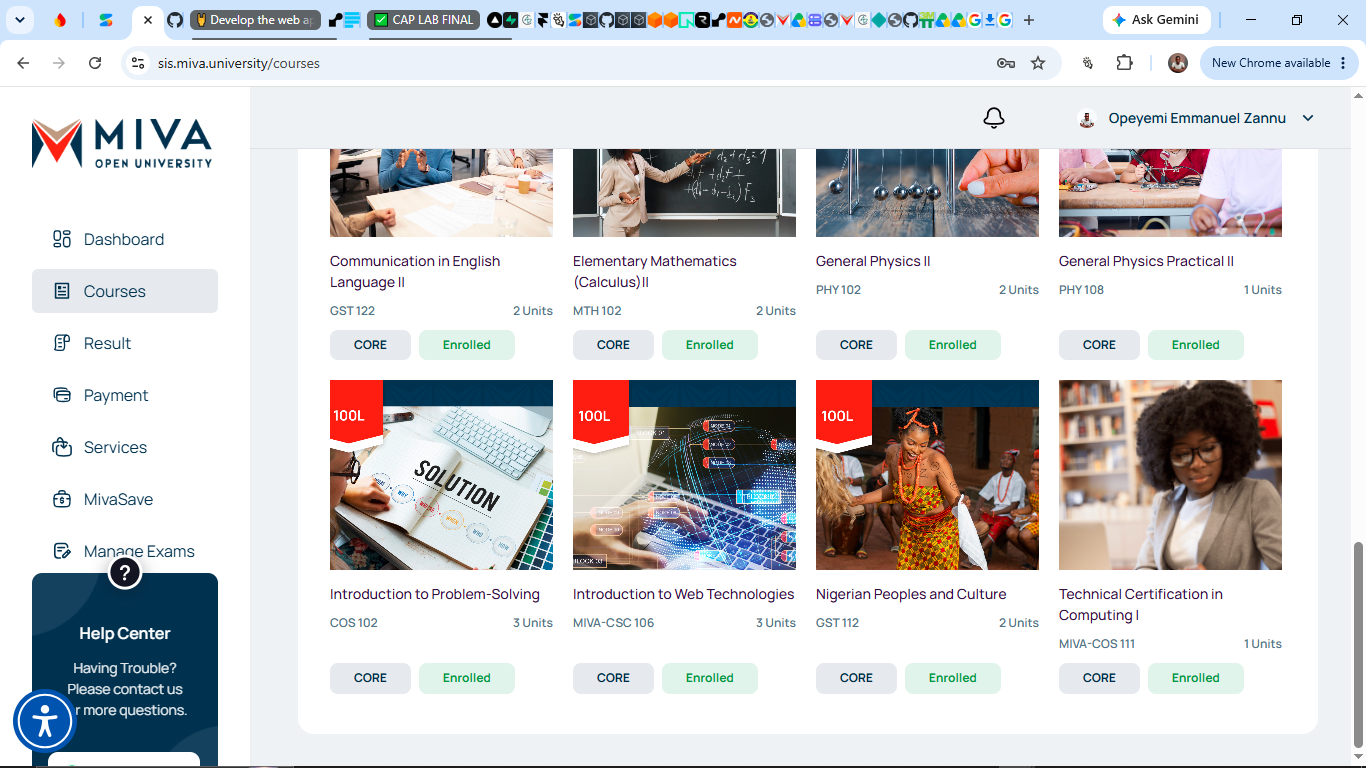 Develop the web ap
CAP LAB FINAL
Ask Gemini
sis.miva.university/courses
New Chrome available
MIVA
OPEN UNIVERSITY
Opeyemi Emmanuel Zannu
Dashboard
Courses
Result
Payment
Services
MivaSave
Manage Exams
?
Help Center
Having Trouble?
Please contact us
r more questions.
Communication in English
Language II
GST 122
2 Units
CORE
Enrolled
Elementary Mathematics
(Calculus)II
MTH 102
2 Units
CORE
Enrolled
General Physics II
PHY 102
2 Units
CORE
Enrolled
General Physics Practical II
PHY 108
1 Units
CORE
Enrolled
100L
SOLUTION
Introduction to Problem-Solving
COS 102
3 Units
CORE
Enrolled
100L
Introduction to Web Technologies
MIVA-CSC 106
3 Units
CORE
Enrolled
100L
Nigerian Peoples and Culture
GST 112
2 Units
CORE
Enrolled
Technical Certification in
Computing I
MIVA-COS 111
1 Units
CORE
Enrolled